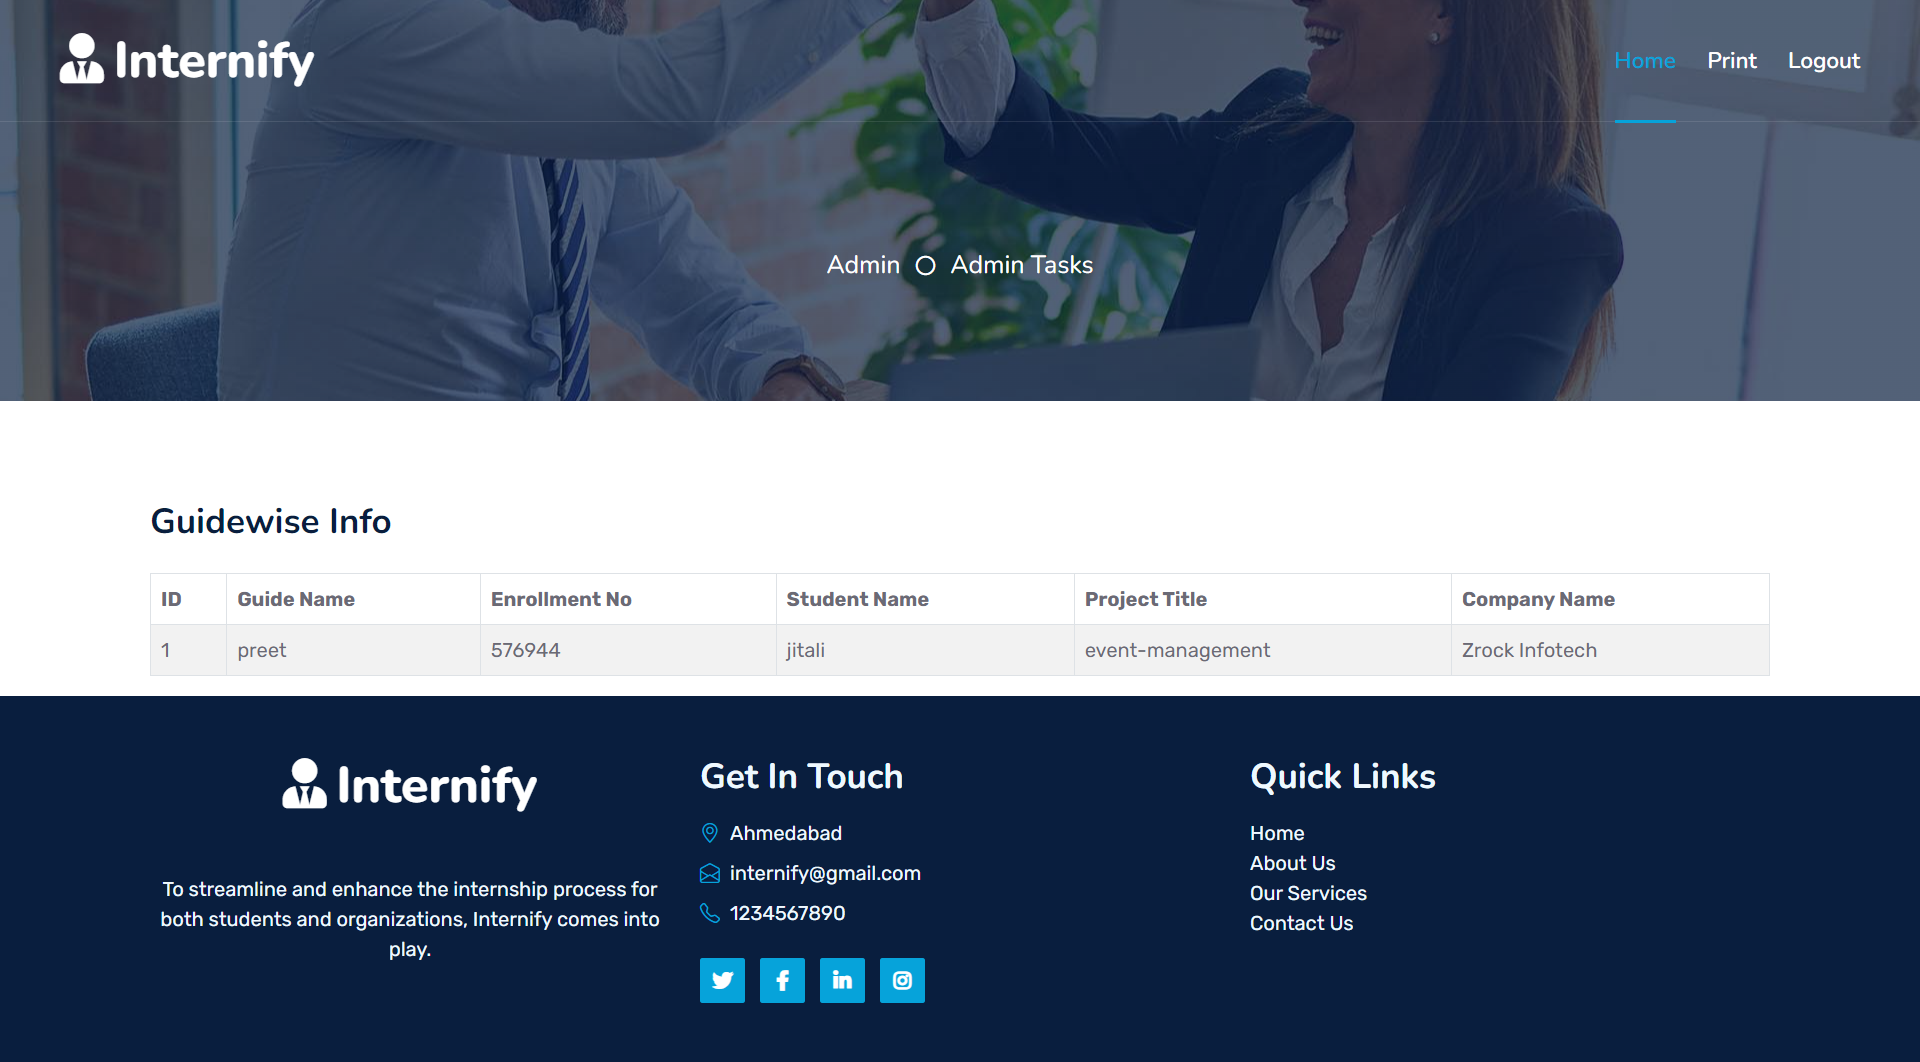 Internify
Home Print Logout
Admin Admin Tasks
Guidewise Info
ID Guide Name Enrollment No Student Name Project Title Company Name
1 preet 576944 jitali event-management Zrock Infotech
Internify
To streamline and enhance the internship process for
both students and organizations, Internify comes into
play.
Get In Touch
Ahmedabad
internify@gmail.com
1234567890
Quick Links
Home
About Us
Our Services
Contact Us